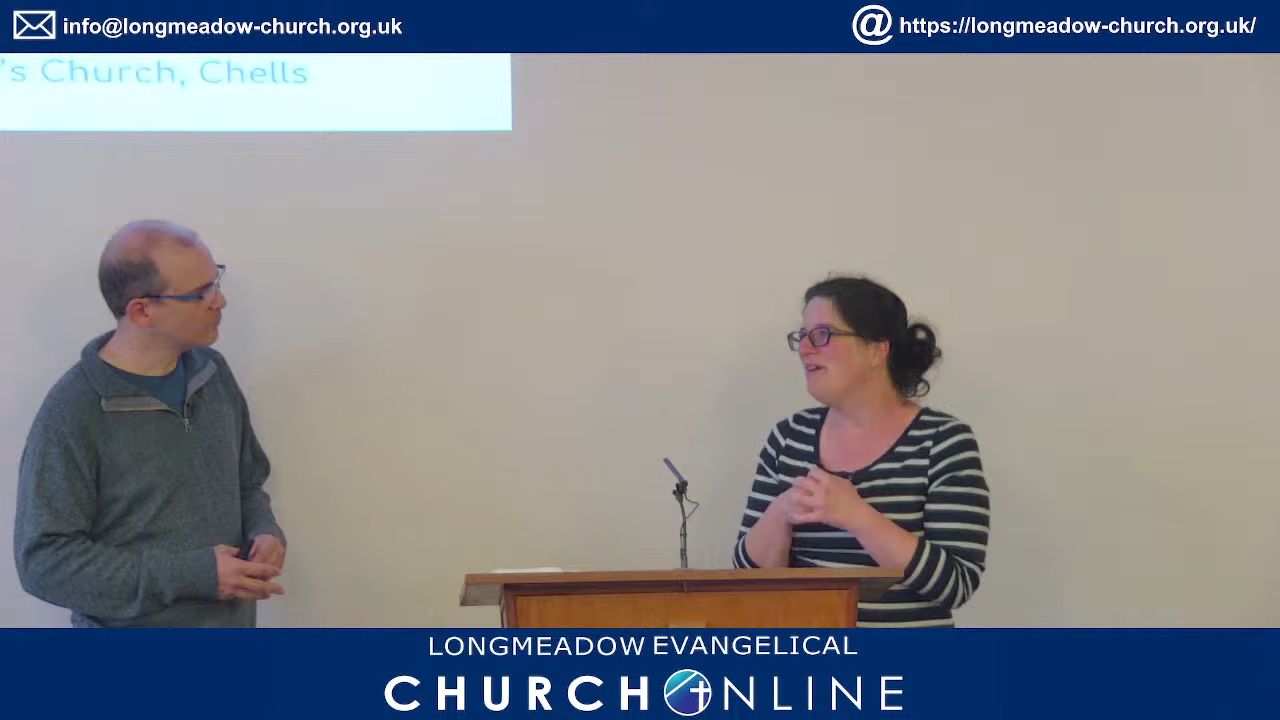 info@longmeadow-church.org.uk
https://longmeadow-church.org.uk/
's Church, Chells
LONGMEADOW EVANGELICAL
CHURCH ONLINE